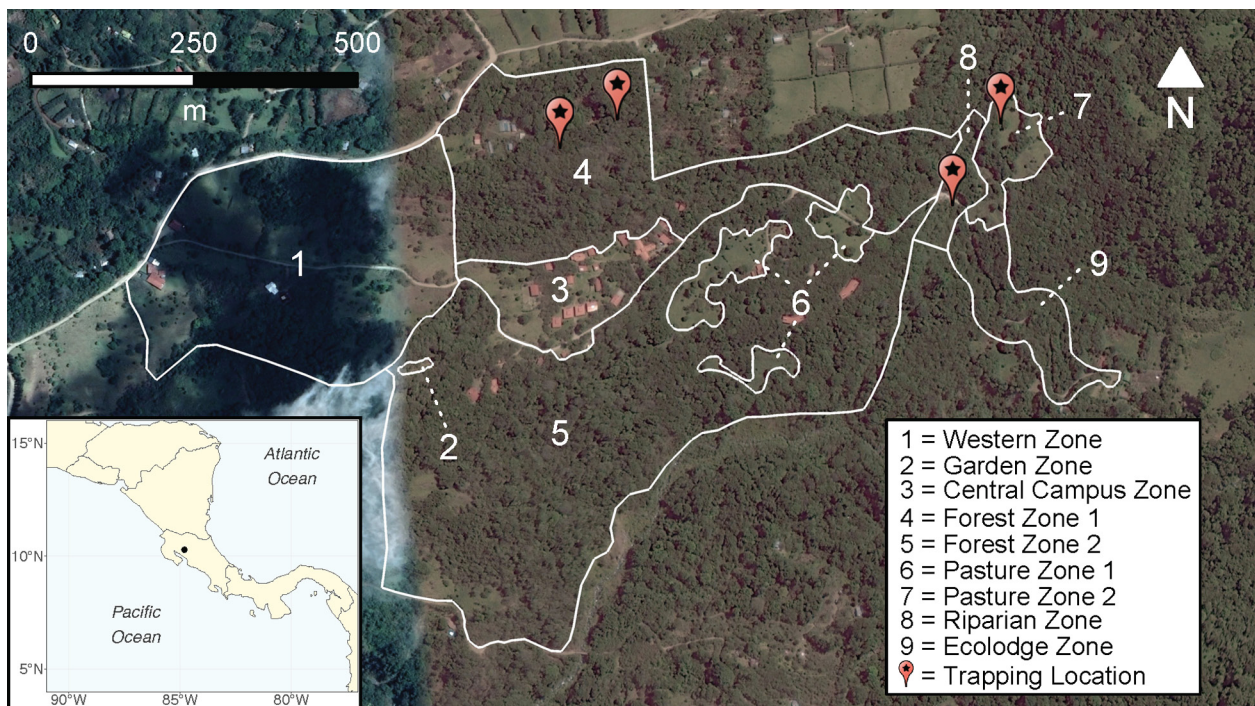 0 250 500
m
N
8
7
4
1
3
6
9
2
5
15°N
10°N
5°N
90°W 85°W 80°W
Atlantic
Ocean
Pacific
Ocean
1 = Western Zone
2 = Garden Zone
3 = Central Campus Zone
4 = Forest Zone 1
5 = Forest Zone 2
6 = Pasture Zone 1
7 = Pasture Zone 2
8 = Riparian Zone
9 = Ecolodge Zone
= Trapping Location